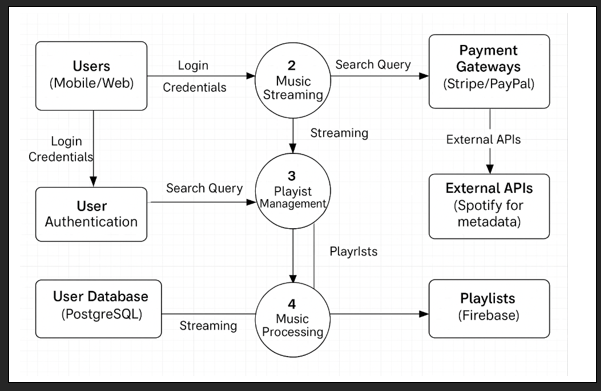 Users
(Mobile/Web)
Login
Credentials
2
Music
Streaming
Search Query
Payment
Gateways
(Stripe/PayPal)
Login
Credentials
Streaming
External APIs
User
Authentication
Search Query
3
Playist
Management
External APIs
(Spotify for
metadata)
PlayrIsts
User Database
(PostgreSQL)
Streaming
4
Music
Processing
Playlists
(Firebase)